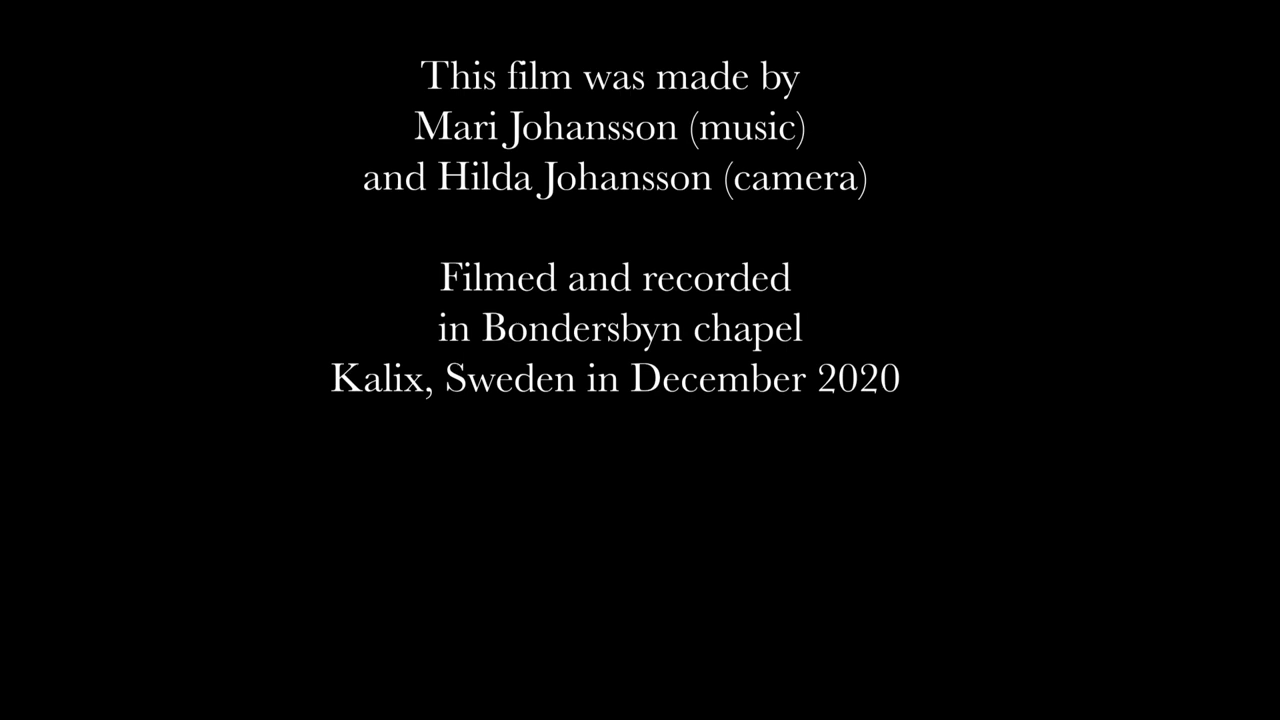 This film was made by
Mari Johansson (music)
and Hilda Johansson (camera)
Filmed and recorded
in Bondersbyn chapel
Kalix, Sweden in December 2020